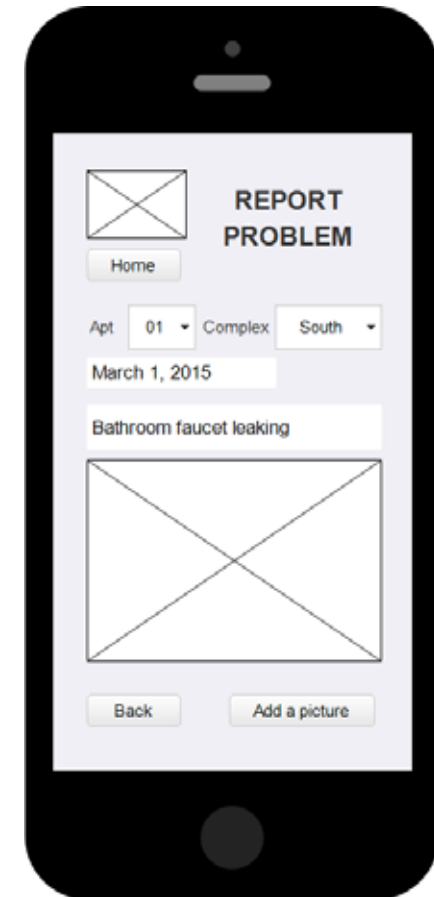 REPORT
PROBLEM
Home
Apt 01 Complex South
March 1, 2015
Bathroom faucet leaking
Back Add a picture